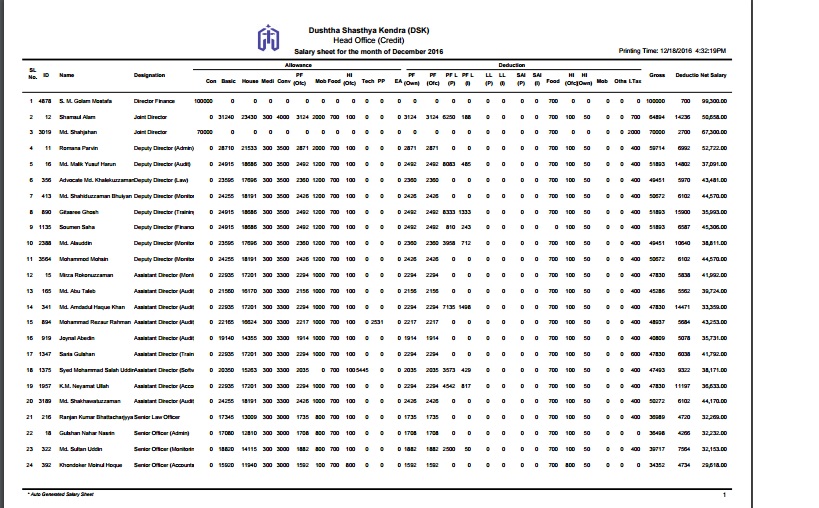 Dushtha Shasthya Kendra (DSK)
Head Office (Credit)
Salary sheet for the month of December 2016
Printing Time: 12/18/2016 4:32:19PM
Allowance Deduction
SL No. ID Name Designation Con Basic House Medi Conv PF (Ofc) Mob Food HI (Ofc) Tech PP EA PF (Own) PF (Ofc) PF L (P) PF L (I) LL (P) LL (I) SAI (P) SAI (I) Food HI (Ofc) HI (Own) Mob Oths I.Tax Gross Deductio Net Salary
1 4878 S. M. Golam Mostafa Director Finance 100000 0 0 0 0 0 0 0 0 0 0 0 0 0 0 0 0 0 0 0 700 0 0 0 0 0 100000 700 99,300.00
2 12 Shamsul Alam Joint Director 0 31240 23430 300 4000 3124 2000 700 100 0 0 0 3124 3124 6250 188 0 0 0 0 700 100 50 0 0 700 64894 14236 50,658.00
3 3019 Md. Shahjahan Joint Director 70000 0 0 0 0 0 0 0 0 0 0 0 0 0 0 0 0 0 0 0 700 0 0 0 0 2000 70000 2700 67,300.00
4 11 Romana Parvin Deputy Director (Admin) 0 28710 21533 300 3500 2871 2000 700 100 0 0 0 2871 2871 0 0 0 0 0 0 700 100 50 0 0 400 59714 6992 52,722.00
5 16 Md. Malik Yusuf Harun Deputy Director (Audit) 0 24915 18686 300 3500 2492 1200 700 100 0 0 0 2492 2492 8083 485 0 0 0 0 700 100 50 0 0 400 51893 14802 37,091.00
6 356 Advocate Md. Khalekuzzaman Deputy Director (Law) 0 23595 17696 300 3500 2360 1200 700 100 0 0 0 2360 2360 0 0 0 0 0 0 700 100 50 0 0 400 49451 5970 43,481.00
7 413 Md. Shahiduzzaman Bhuiyan Deputy Director (Monito 0 24255 18191 300 3500 2426 1200 700 100 0 0 0 2426 2426 0 0 0 0 0 0 700 100 50 0 0 400 50672 6102 44,570.00
8 890 Gitasree Ghosh Deputy Director (Trainin 0 24915 18686 300 3500 2492 1200 700 100 0 0 0 2492 2492 8333 1333 0 0 0 0 700 100 50 0 0 400 51893 15900 35,993.00
9 1135 Soumen Saha Deputy Director (Financ 0 24915 18686 300 3500 2492 1200 700 100 0 0 0 2492 2492 810 243 0 0 0 0 0 100 50 0 0 400 51893 6587 45,306.00
10 2388 Md. Alauddin Deputy Director (Monito 0 23595 17696 300 3500 2360 1200 700 100 0 0 0 2360 2360 3958 712 0 0 0 0 700 100 50 0 0 400 49451 10640 38,811.00
11 3564 Mohammod Mohsin Deputy Director (Monito 0 24255 18191 300 3500 2426 1200 700 100 0 0 0 2426 2426 0 0 0 0 0 0 700 100 50 0 0 400 50672 6102 44,570.00
12 15 Mirza Rokonuzzaman Assistant Director (Mont 0 22935 17201 300 3300 2294 1000 700 100 0 0 0 2294 2294 0 0 0 0 0 0 700 100 50 0 0 400 47830 5838 41,992.00
13 165 Md. Abu Taleb Assistant Director (Audit 0 21560 16170 300 3300 2156 1000 700 100 0 0 0 2156 2156 0 0 0 0 0 0 700 100 50 0 0 400 45286 5562 39,724.00
14 341 Md. Amdadul Haque Khan Assistant Director (Audit 0 22935 17201 300 3300 2294 1000 700 100 0 0 0 2294 2294 7135 1498 0 0 0 0 700 100 50 0 0 400 47830 14471 33,359.00
15 894 Mohammad Rezaur Rahman Assistant Director (Audit 0 22165 16624 300 3300 2217 1000 700 100 0 2531 0 2217 2217 0 0 0 0 0 0 700 100 50 0 0 400 48937 5684 43,253.00
16 919 Joynal Abedin Assistant Director (Audit 0 19140 14355 300 3300 1914 1000 700 100 0 0 0 1914 1914 0 0 0 0 0 0 700 100 50 0 0 400 40809 5078 35,731.00
17 1347 Saria Gulshan Assistant Director (Train 0 22935 17201 300 3300 2294 1000 700 100 0 0 0 2294 2294 0 0 0 0 0 0 700 100 50 0 0 600 47830 6038 41,792.00
18 1375 Syed Mohammad Salah Uddin Assistant Director (Softw 0 20350 15263 300 3300 2035 0 700 100 5445 0 0 2035 2035 3573 429 0 0 0 0 700 100 50 0 0 400 47493 9322 38,171.00
19 1957 K.M. Neyamat Ullah Assistant Director (Acco 0 22935 17201 300 3300 2294 1000 700 100 0 0 0 2294 2294 4542 817 0 0 0 0 700 100 50 0 0 400 47830 11197 36,633.00
20 3189 Md. Shakhawatuzzaman Assistant Director (Audit 0 24255 18191 300 3300 2426 1000 700 100 0 0 0 2426 2426 0 0 0 0 0 0 700 100 50 0 0 400 50272 6102 44,170.00
21 216 Ranjan Kumar Bhattacharjya Senior Law Officer 0 17345 13009 300 3000 1735 800 700 100 0 0 0 1735 1735 0 0 0 0 0 0 700 100 50 0 0 400 36989 4720 32,269.00
22 18 Gulshan Nahar Nasrin Senior Officer (Admin) 0 17080 12810 300 3000 1708 800 700 100 0 0 0 1708 1708 0 0 0 0 0 0 700 100 50 0 0 0 36498 4266 32,232.00
23 322 Md. Sultan Uddin Senior Officer (Monitorin 0 18820 14115 300 3000 1882 800 700 100 0 0 0 1882 1882 2500 50 0 0 0 0 700 100 50 0 0 400 39717 7564 32,153.00
24 392 Khondoker Moinul Hoque Senior Officer (Accounts 0 15920 11940 300 3000 1592 100 700 800 0 0 0 1592 1592 0 0 0 0 0 0 700 800 50 0 0 0 34352 4734 29,618.00
* Auto Generated Salary Sheet 1